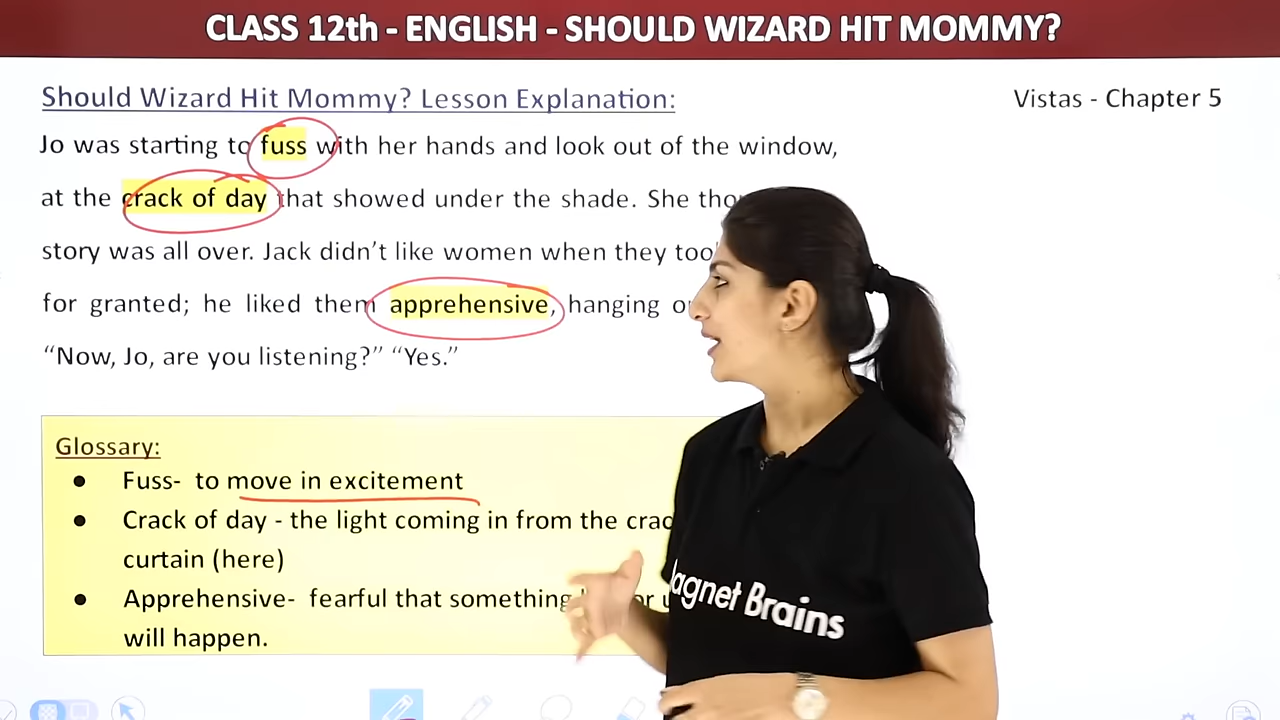 CLASS 12th - ENGLISH - SHOULD WIZARD HIT MOMMY?
Should Wizard Hit Mommy? Lesson Explanation:
Vistas - Chapter 5
Jo was starting to fuss with her hands and look out of the window,
at the crack of day that showed under the shade. She
story was all over. Jack didn’t like women when they
for granted; he liked them apprehensive, hanging
“Now, Jo, are you listening?” “Yes.”
Glossary:
● Fuss- to move in excitement
● Crack of day - the light coming in from the
curtain (here)
● Apprehensive- fearful that something
will happen.
Magnet Brains